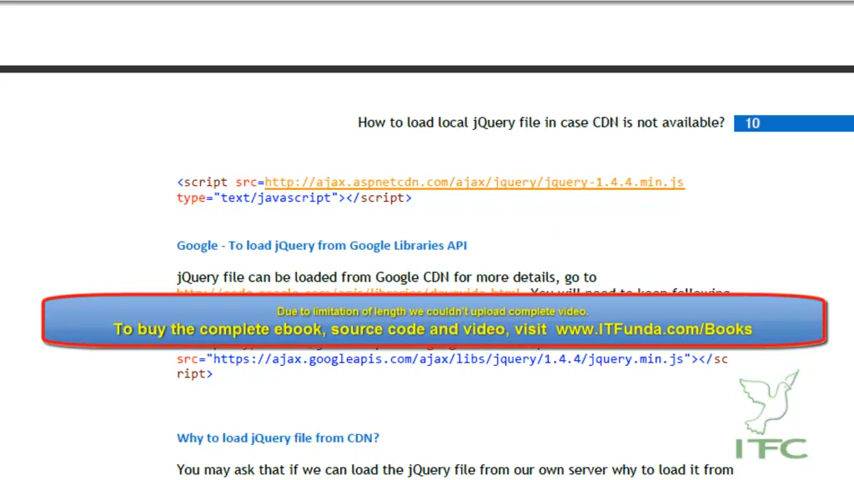 How to load local jQuery file in case CDN is not available? 10
<script src=http://ajax.aspnetcdn.com/ajax/jquery/jquery-1.4.4.min.js
type="text/javascript"></script>
Google - To load jQuery from Google Libraries API
jQuery file can be loaded from Google CDN for more details, go to
Due to limitation of length we couldn't upload complete video.
To buy the complete ebook, source code and video, visit www.ITFunda.com/Books
src="https://ajax.googleapis.com/ajax/libs/jquery/1.4.4/jquery.min.js"></sc
ript>
Why to load jQuery file from CDN?
You may ask that if we can load the jQuery file from our own server why to load it from
ITFC